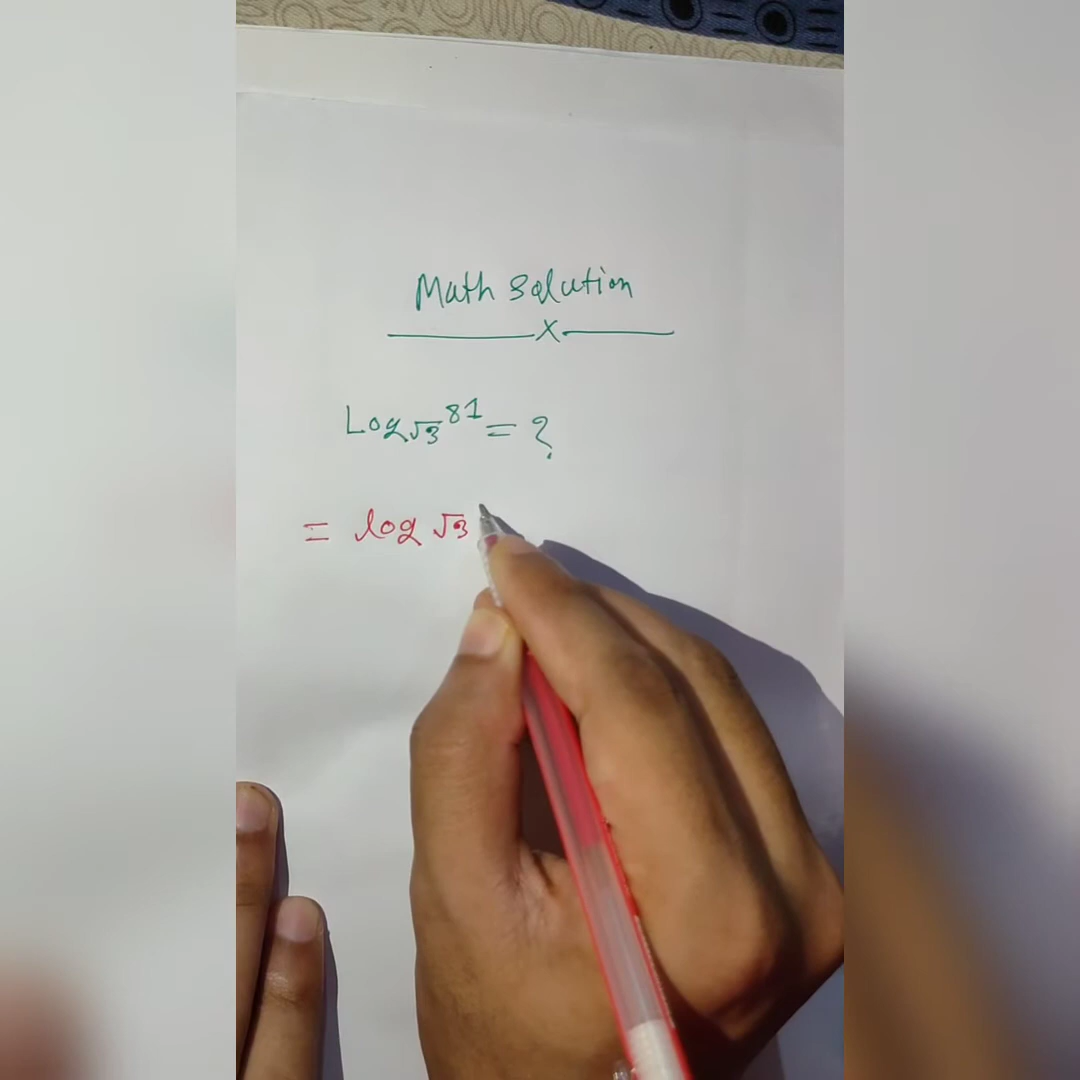 Math Solution
x
Log√3 81 = ?
= log √3